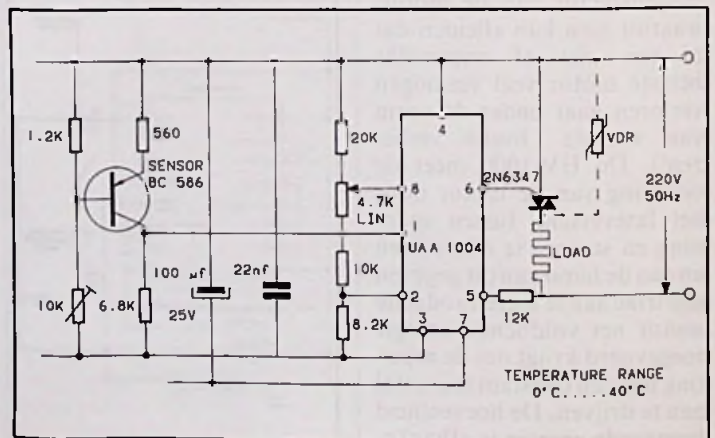 1.2K
560
SENSOR
BC 586
10K
6.8K
100 µf
25V
22nf
20K
4.7K
LIN
10K
8.2K
4
8
6
1
UAA 1004
2
5
3
7
2N6347
12K
LOAD
VDR
220V
50Hz
TEMPERATURE RANGE
0°C.....40°C